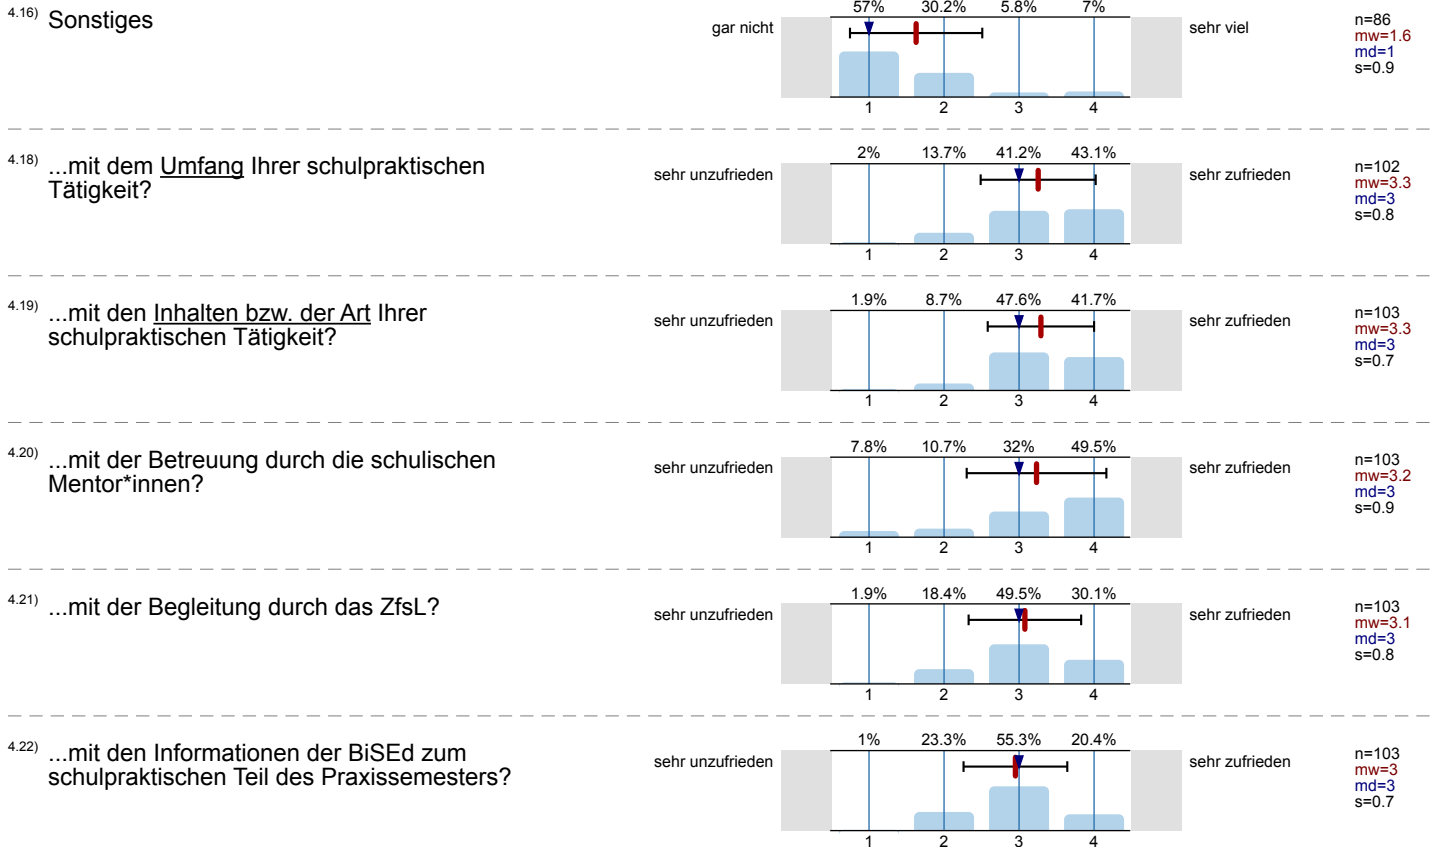 4.16) Sonstiges
57% 30.2% 5.8% 7%
gar nicht
sehr viel
n=86
mw=1.6
md=1
s=0.9
1 2 3 4
4.18) ...mit dem Umfang Ihrer schulpraktischen
Tätigkeit?
2% 13.7% 41.2% 43.1%
sehr unzufrieden
sehr zufrieden
n=102
mw=3.3
md=3
s=0.8
1 2 3 4
4.19) ...mit den Inhalten bzw. der Art Ihrer
schulpraktischen Tätigkeit?
1.9% 8.7% 47.6% 41.7%
sehr unzufrieden
sehr zufrieden
n=103
mw=3.3
md=3
s=0.7
1 2 3 4
4.20) ...mit der Betreuung durch die schulischen
Mentor*innen?
7.8% 10.7% 32% 49.5%
sehr unzufrieden
sehr zufrieden
n=103
mw=3.2
md=3
s=0.9
1 2 3 4
4.21) ...mit der Begleitung durch das ZfsL?
1.9% 18.4% 49.5% 30.1%
sehr unzufrieden
sehr zufrieden
n=103
mw=3.1
md=3
s=0.8
1 2 3 4
4.22) ...mit den Informationen der BiSEd zum
schulpraktischen Teil des Praxissemesters?
1% 23.3% 55.3% 20.4%
sehr unzufrieden
sehr zufrieden
n=103
mw=3
md=3
s=0.7
1 2 3 4